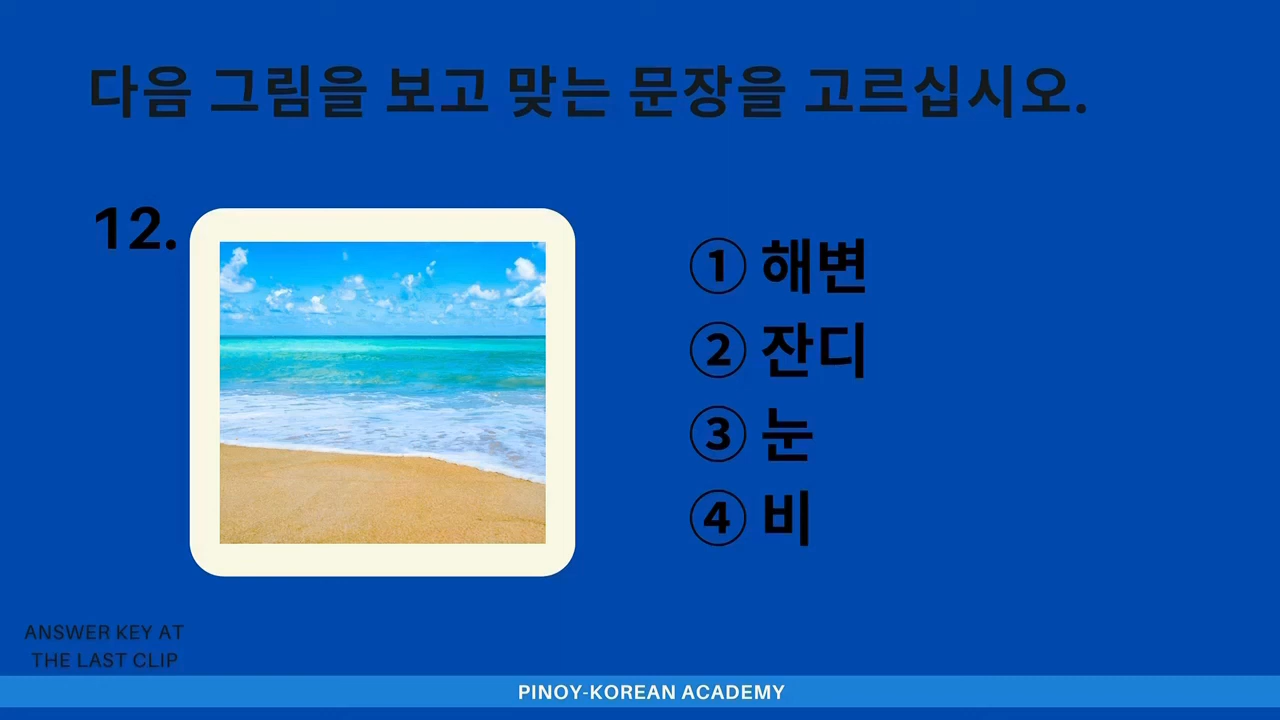 다음 그림을 보고 맞는 문장을 고르십시오.
12.
① 해변
② 잔디
③ 눈
④ 비
ANSWER KEY AT
THE LAST CLIP
PINOY-KOREAN ACADEMY